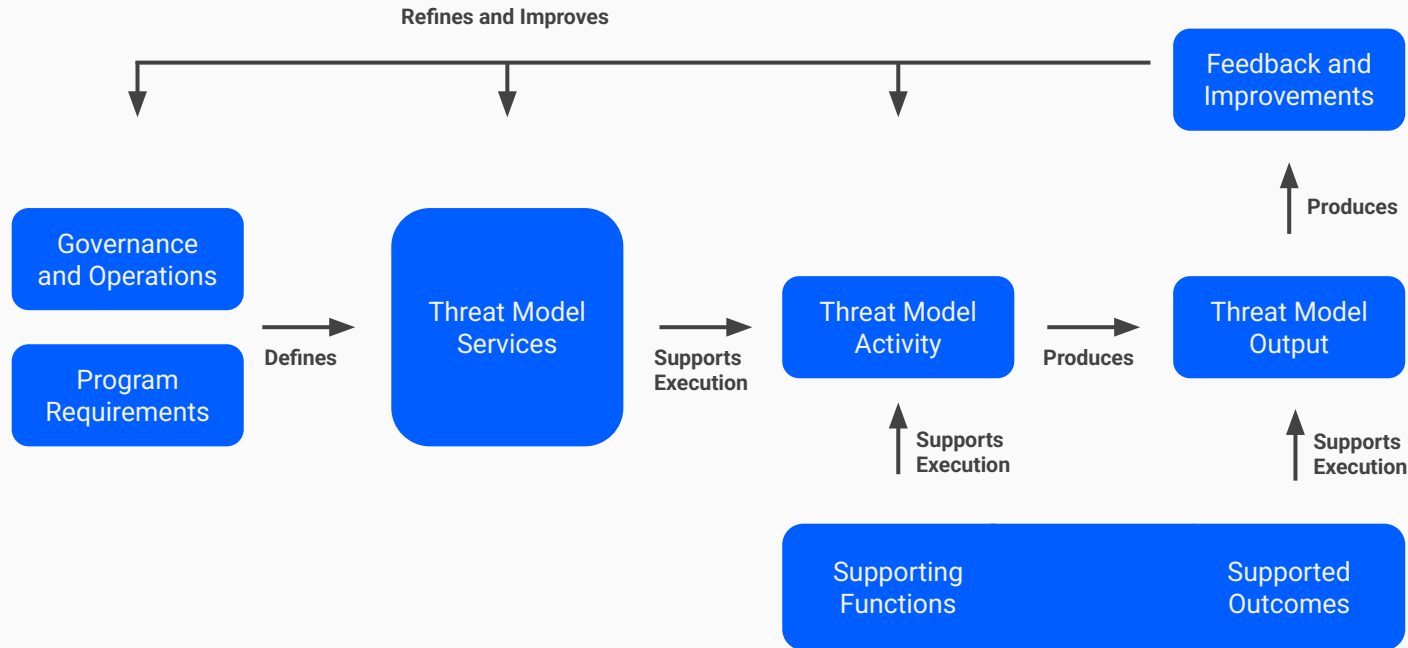 Refines and Improves
Feedback and
Improvements
Produces
Governance
and Operations
Program
Requirements
Defines
Threat Model
Services
Supports
Execution
Threat Model
Activity
Produces
Threat Model
Output
Supports
Execution
Supports
Execution
Supporting
Functions
Supported
Outcomes